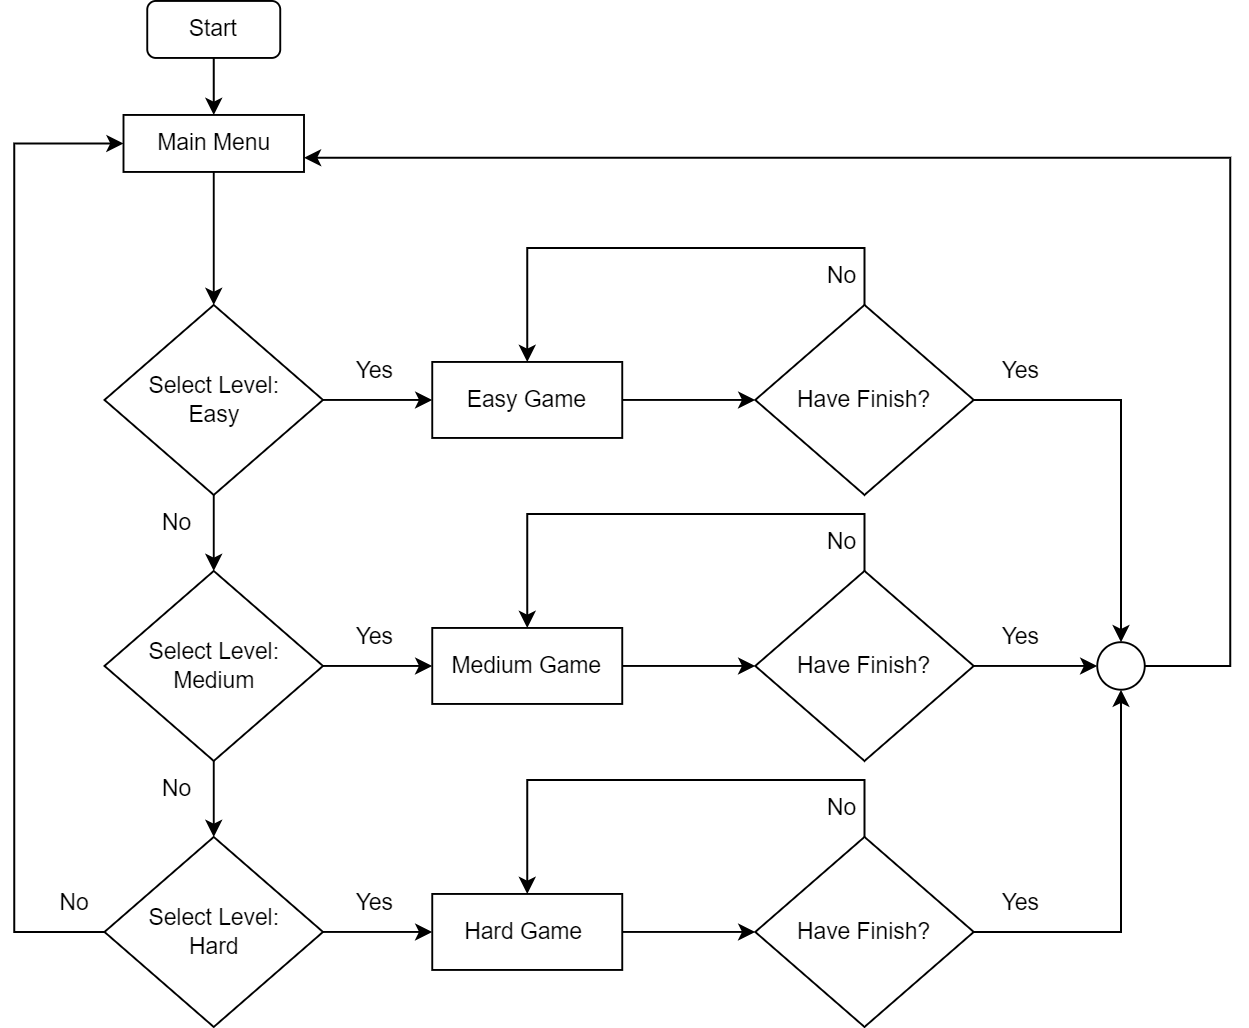 Start
Main Menu
No
Select Level:
Easy
Yes
Easy Game
Have Finish?
Yes
No
No
Select Level:
Medium
Yes
Medium Game
Have Finish?
Yes
No
No
No
Select Level:
Hard
Yes
Hard Game
Have Finish?
Yes